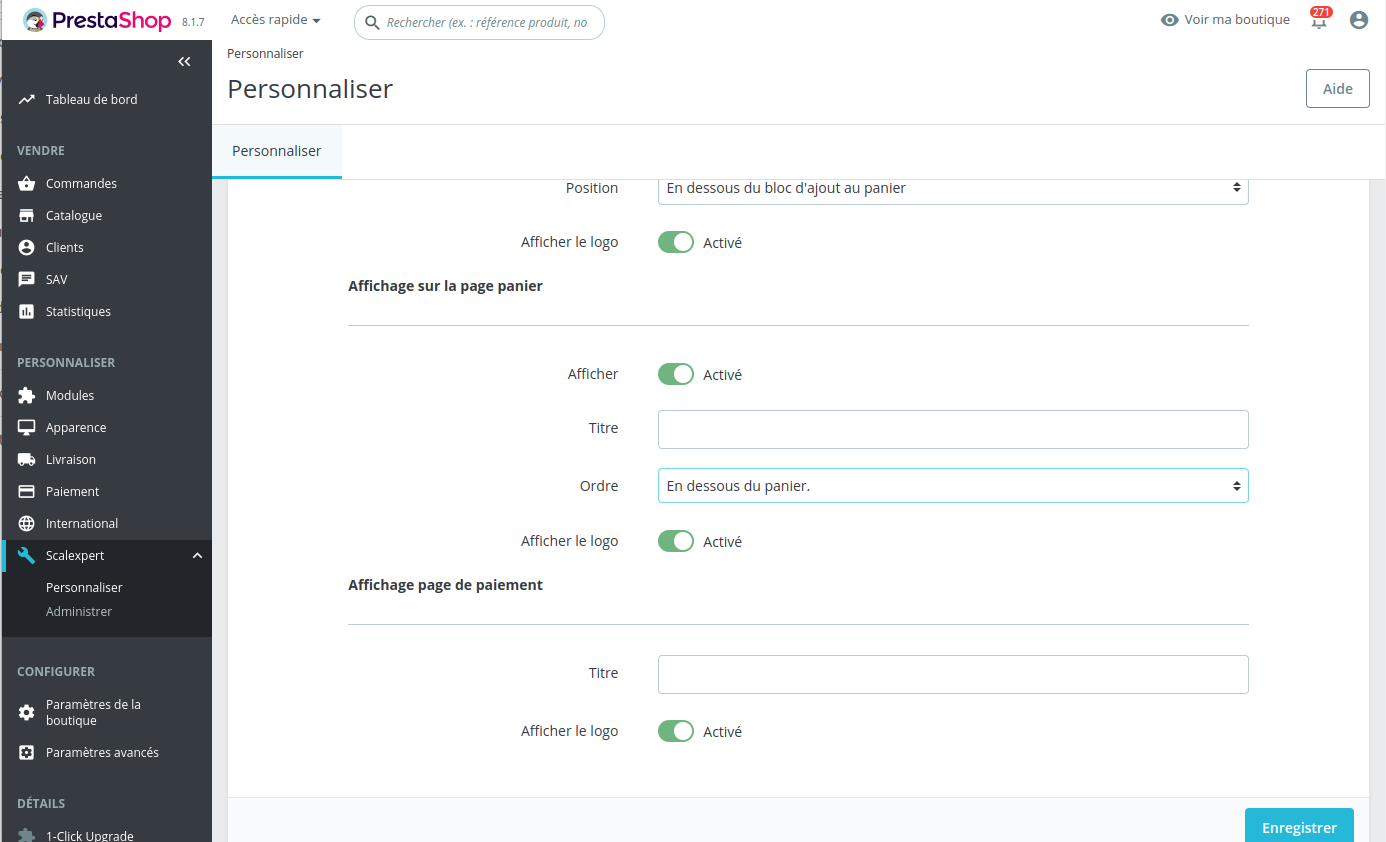 PrestaShop 8.1.7
Accès rapide
Rechercher (ex. : référence produit, no
Voir ma boutique
271
Personnaliser
Personnaliser
Aide
Personnaliser
Tableau de bord
VENDRE
Commandes
Catalogue
Clients
SAV
Statistiques
PERSONNALISER
Modules
Apparence
Livraison
Paiement
International
Scalexpert
Personnaliser
Administrer
CONFIGURER
Paramètres de la
boutique
Paramètres avancés
DÉTAILS
1-Click Upgrade
Position En dessous du bloc d'ajout au panier
Afficher le logo Activé
Affichage sur la page panier
Afficher Activé
Titre
Ordre En dessous du panier.
Afficher le logo Activé
Affichage page de paiement
Titre
Afficher le logo Activé
Enregistrer